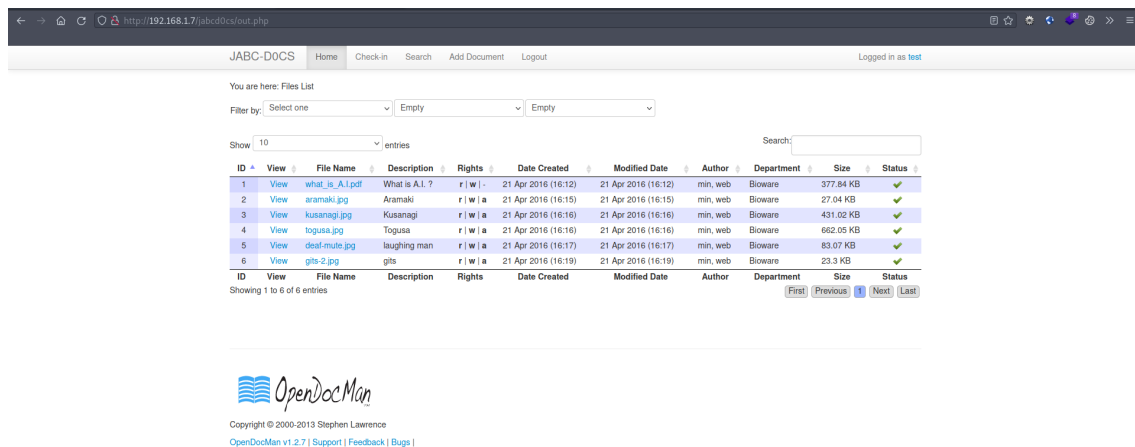 http://192.168.1.7/jabcd0cs/out.php
JABC-D0CS Home Check-in Search Add Document Logout Logged in as test
You are here: Files List
Filter by: Select one Empty Empty
Show 10 entries Search:
ID View File Name Description Rights Date Created Modified Date Author Department Size Status
1 View what_is_A.I.pdf What is A.I. ? r | w | - 21 Apr 2016 (16:12) 21 Apr 2016 (16:12) min, web Bioware 377.84 KB
2 View aramaki.jpg Aramaki r | w | a 21 Apr 2016 (16:15) 21 Apr 2016 (16:15) min, web Bioware 27.04 KB
3 View kusanagi.jpg Kusanagi r | w | a 21 Apr 2016 (16:16) 21 Apr 2016 (16:16) min, web Bioware 431.02 KB
4 View togusa.jpg Togusa r | w | a 21 Apr 2016 (16:16) 21 Apr 2016 (16:16) min, web Bioware 662.05 KB
5 View deaf-mute.jpg laughing man r | w | a 21 Apr 2016 (16:17) 21 Apr 2016 (16:17) min, web Bioware 83.07 KB
6 View gits-2.jpg gits r | w | a 21 Apr 2016 (16:19) 21 Apr 2016 (16:19) min, web Bioware 23.3 KB
ID View File Name Description Rights Date Created Modified Date Author Department Size Status
Showing 1 to 6 of 6 entries First Previous 1 Next Last
OpenDocMan
Copyright © 2000-2013 Stephen Lawrence
OpenDocMan v1.2.7 | Support | Feedback | Bugs |